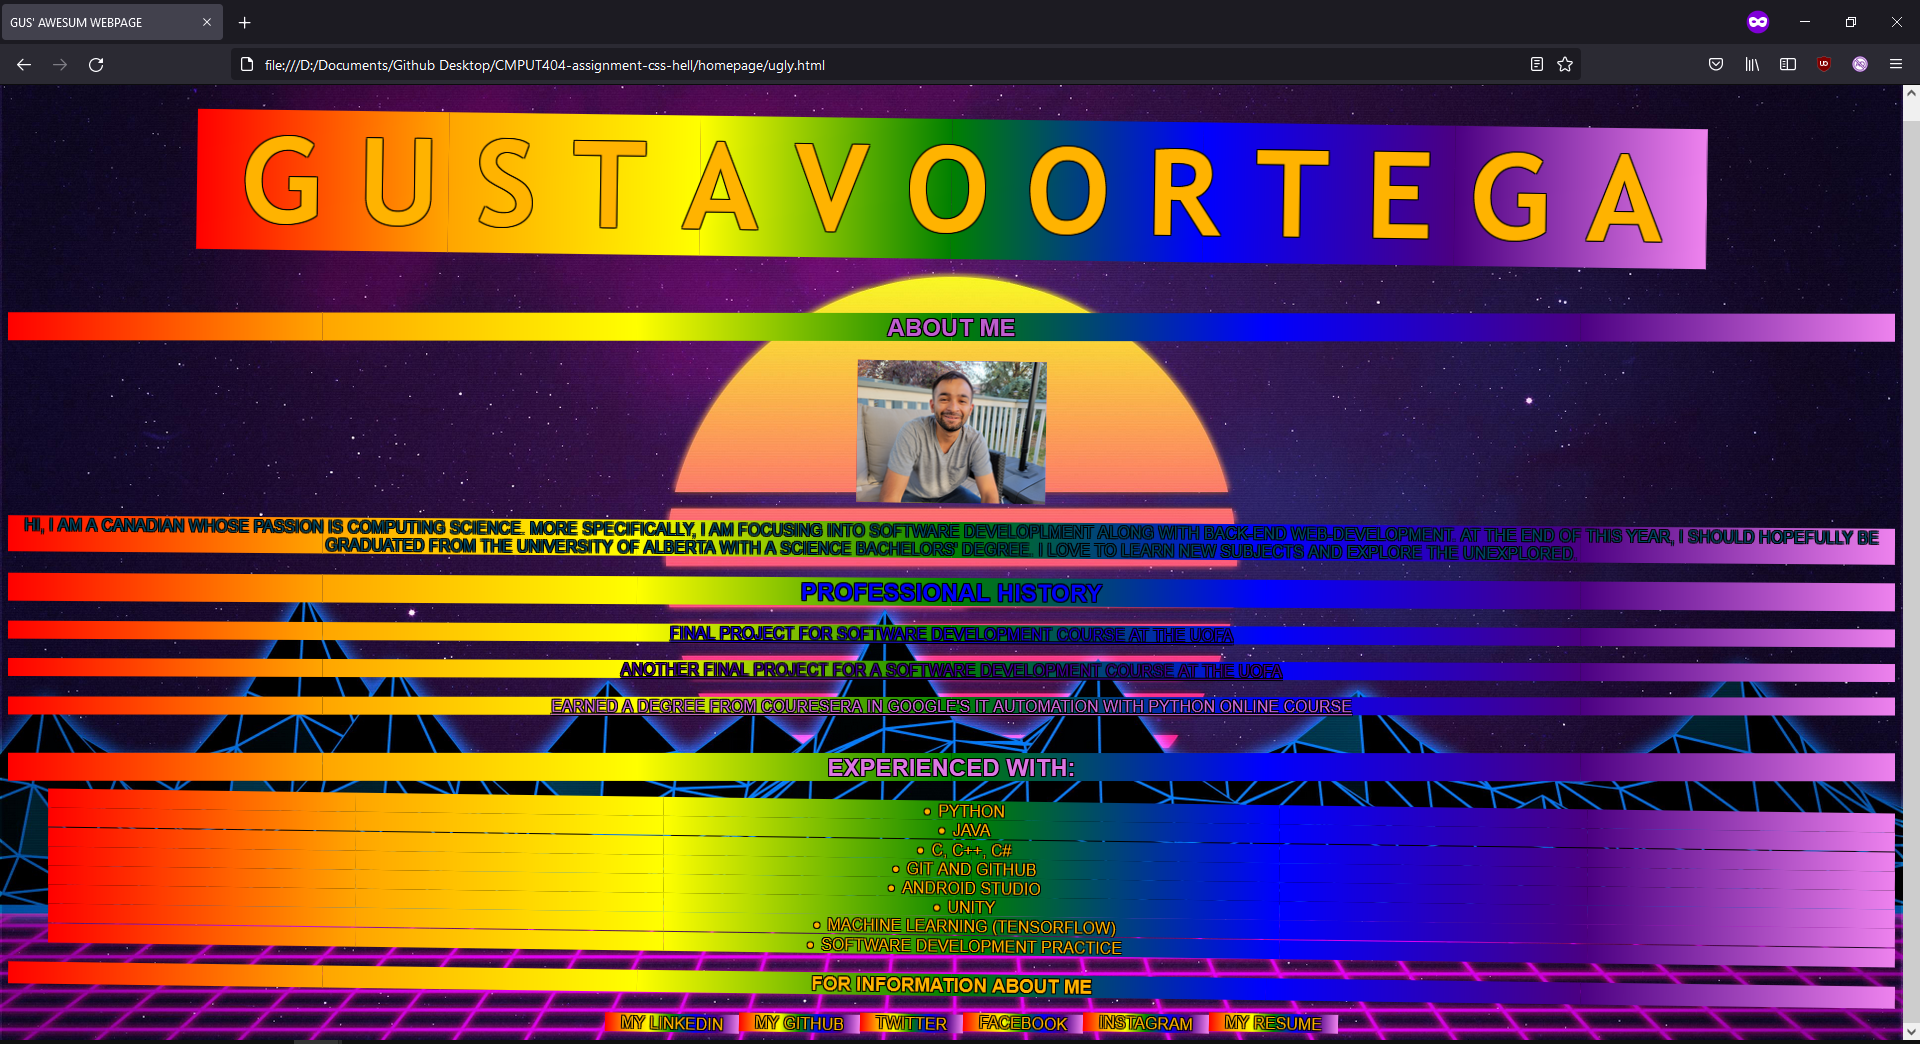 GUS' AWESUM WEBPAGE
file:///D:/Documents/Github Desktop/CMPUT404-assignment-css-hell/homepage/ugly.html
GUSTAVOORTEGA
ABOUT ME
HI, I AM A CANADIAN WHOSE PASSION IS COMPUTING SCIENCE. MORE SPECIFICALLY, I AM FOCUSING INTO SOFTWARE DEVELOPLMENT ALONG WITH BACK-END WEB-DEVELOPMENT. AT THE END OF THIS YEAR, I SHOULD HOPEFULLY BE
GRADUATED FROM THE UNIVERSITY OF ALBERTA WITH A SCIENCE BACHELORS' DEGREE. I LOVE TO LEARN NEW SUBJECTS AND EXPLORE THE UNEXPLORED.
PROFESSIONAL HISTORY
FINAL PROJECT FOR SOFTWARE DEVELOPMENT COURSE AT THE UOFA
ANOTHER FINAL PROJECT FOR A SOFTWARE DEVELOPMENT COURSE AT THE UOFA
EARNED A DEGREE FROM COURESERA IN GOOGLE'S IT AUTOMATION WITH PYTHON ONLINE COURSE
EXPERIENCED WITH:
• PYTHON
• JAVA
• C, C++, C#
• GIT AND GITHUB
• ANDROID STUDIO
• UNITY
• MACHINE LEARNING (TENSORFLOW)
• SOFTWARE DEVELOPMENT PRACTICE
FOR INFORMATION ABOUT ME
MY LINKEDIN MY GITHUB TWITTER FACEBOOK INSTAGRAM MY RESUME